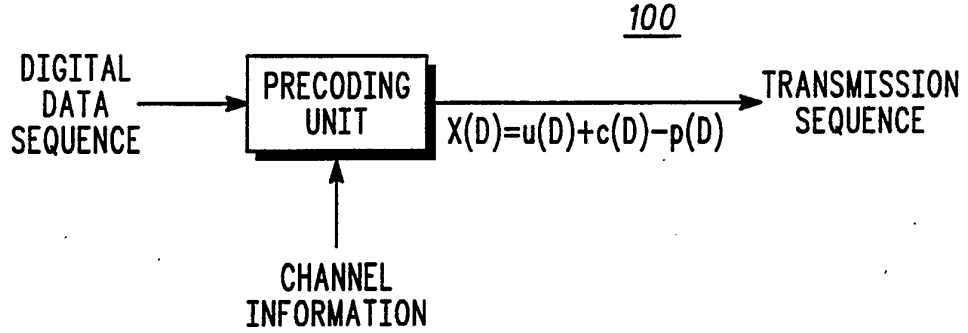 100
DIGITAL
DATA
SEQUENCE
PRECODING
UNIT
X(D)=u(D)+c(D)-p(D)
TRANSMISSION
SEQUENCE
CHANNEL
INFORMATION